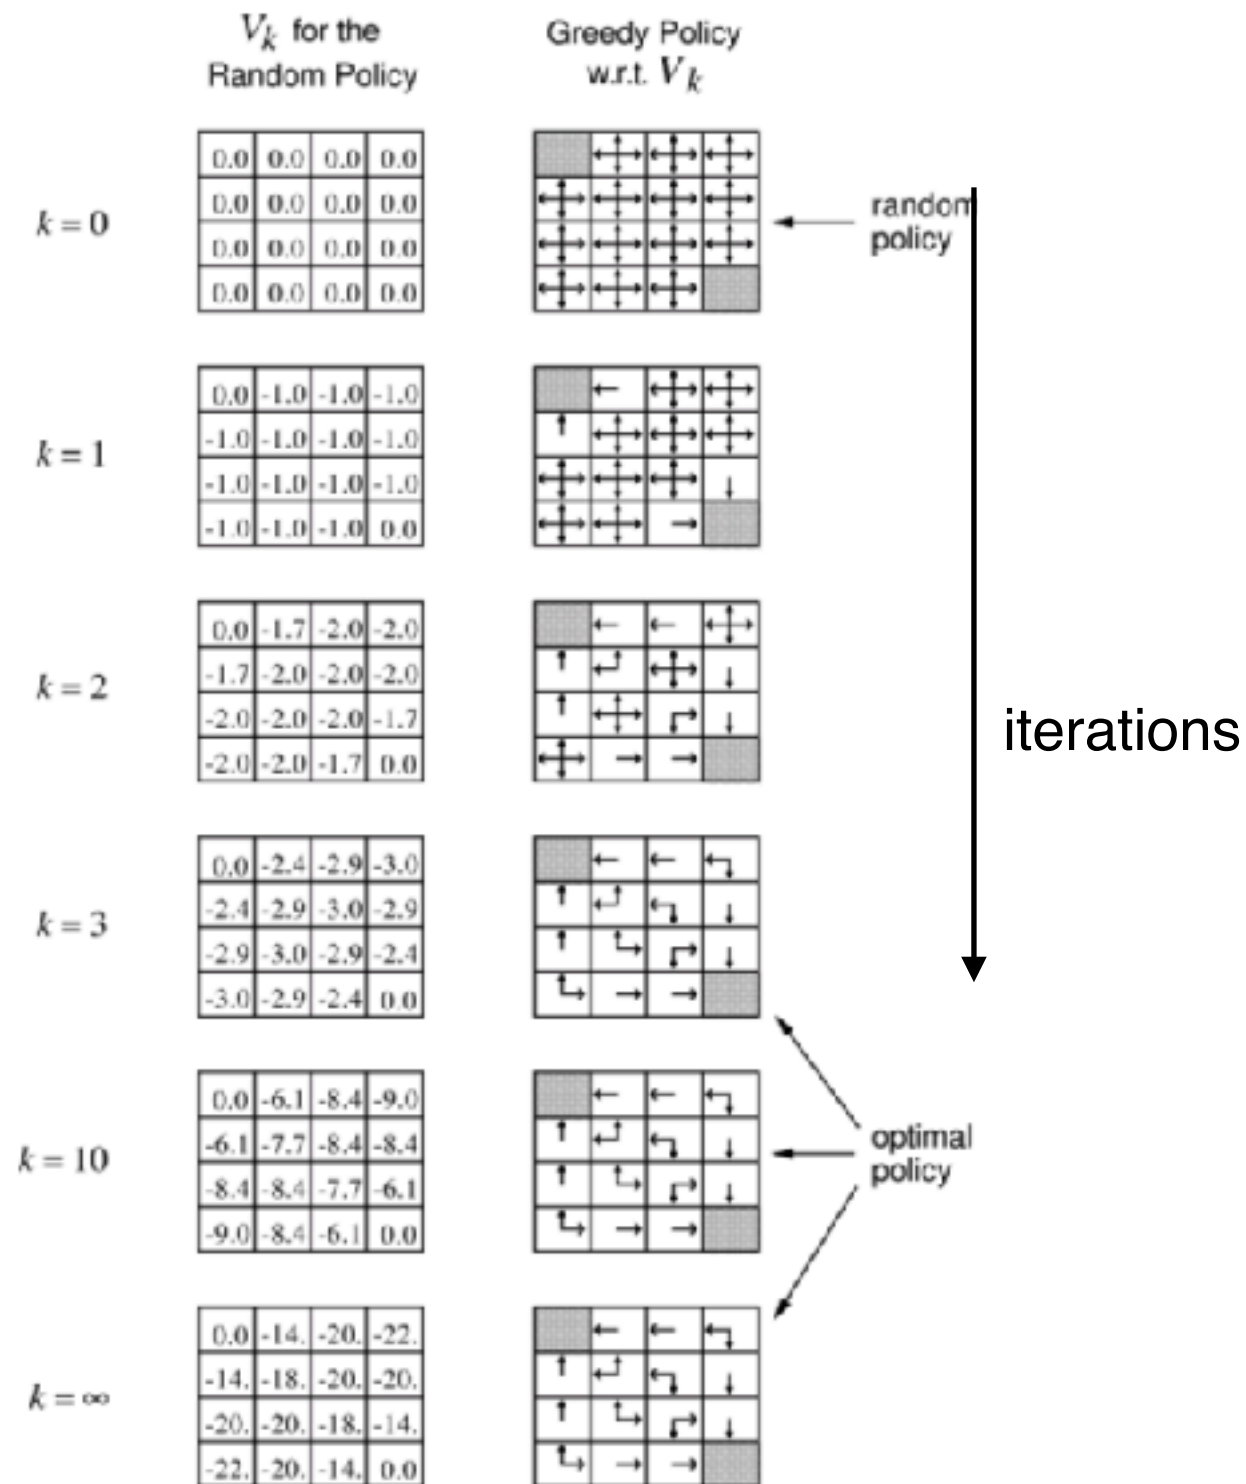 Vk for the
Random Policy
Greedy Policy
w.r.t. Vk
k = 0
0.0 0.0 0.0 0.0
0.0 0.0 0.0 0.0
0.0 0.0 0.0 0.0
0.0 0.0 0.0 0.0
random
policy
k = 1
0.0 -1.0 -1.0 -1.0
-1.0 -1.0 -1.0 -1.0
-1.0 -1.0 -1.0 -1.0
-1.0 -1.0 -1.0 0.0
k = 2
0.0 -1.7 -2.0 -2.0
-1.7 -2.0 -2.0 -2.0
-2.0 -2.0 -2.0 -1.7
-2.0 -2.0 -1.7 0.0
iterations
k = 3
0.0 -2.4 -2.9 -3.0
-2.4 -2.9 -3.0 -2.9
-2.9 -3.0 -2.9 -2.4
-3.0 -2.9 -2.4 0.0
k = 10
0.0 -6.1 -8.4 -9.0
-6.1 -7.7 -8.4 -8.4
-8.4 -8.4 -7.7 -6.1
-9.0 -8.4 -6.1 0.0
optimal
policy
k = ∞
0.0 -14. -20. -22.
-14. -18. -20. -20.
-20. -20. -18. -14.
-22. -20. -14. 0.0